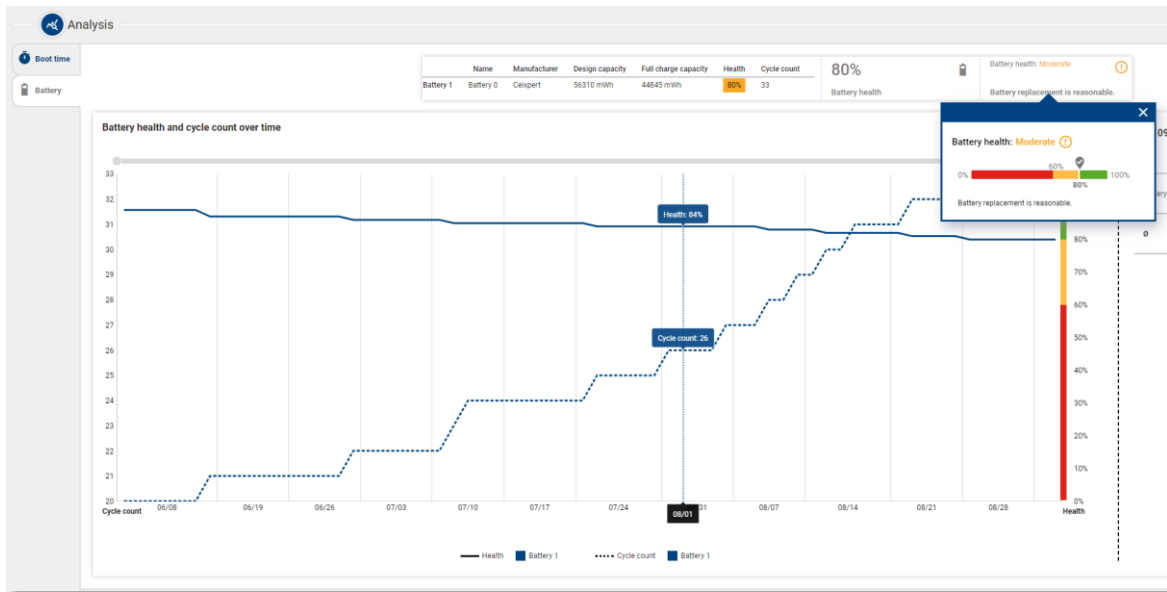 Analysis
Boot time
Battery
Name Manufacturer Design capacity Full charge capacity Health Cycle count
Battery 1 Battery 0 Ceixpert 56310 mWh 44845 mWh 80% 33
80%
Battery health
Battery health: Moderate
Battery replacement is reasonable.
Battery health and cycle count over time
Battery health: Moderate
60%
0% 100%
80%
Battery replacement is reasonable.
09
ø
33
32
31
30
29
28
27
26
25
24
23
22
21
20
Health: 84%
Cycle count: 26
80%
70%
60%
50%
40%
30%
20%
10%
0%
Cycle count
06/08 06/19 06/26 07/03 07/10 07/17 07/24 08/01 31 08/07 08/14 08/21 08/28
Health
Health Battery 1 Cycle count Battery 1